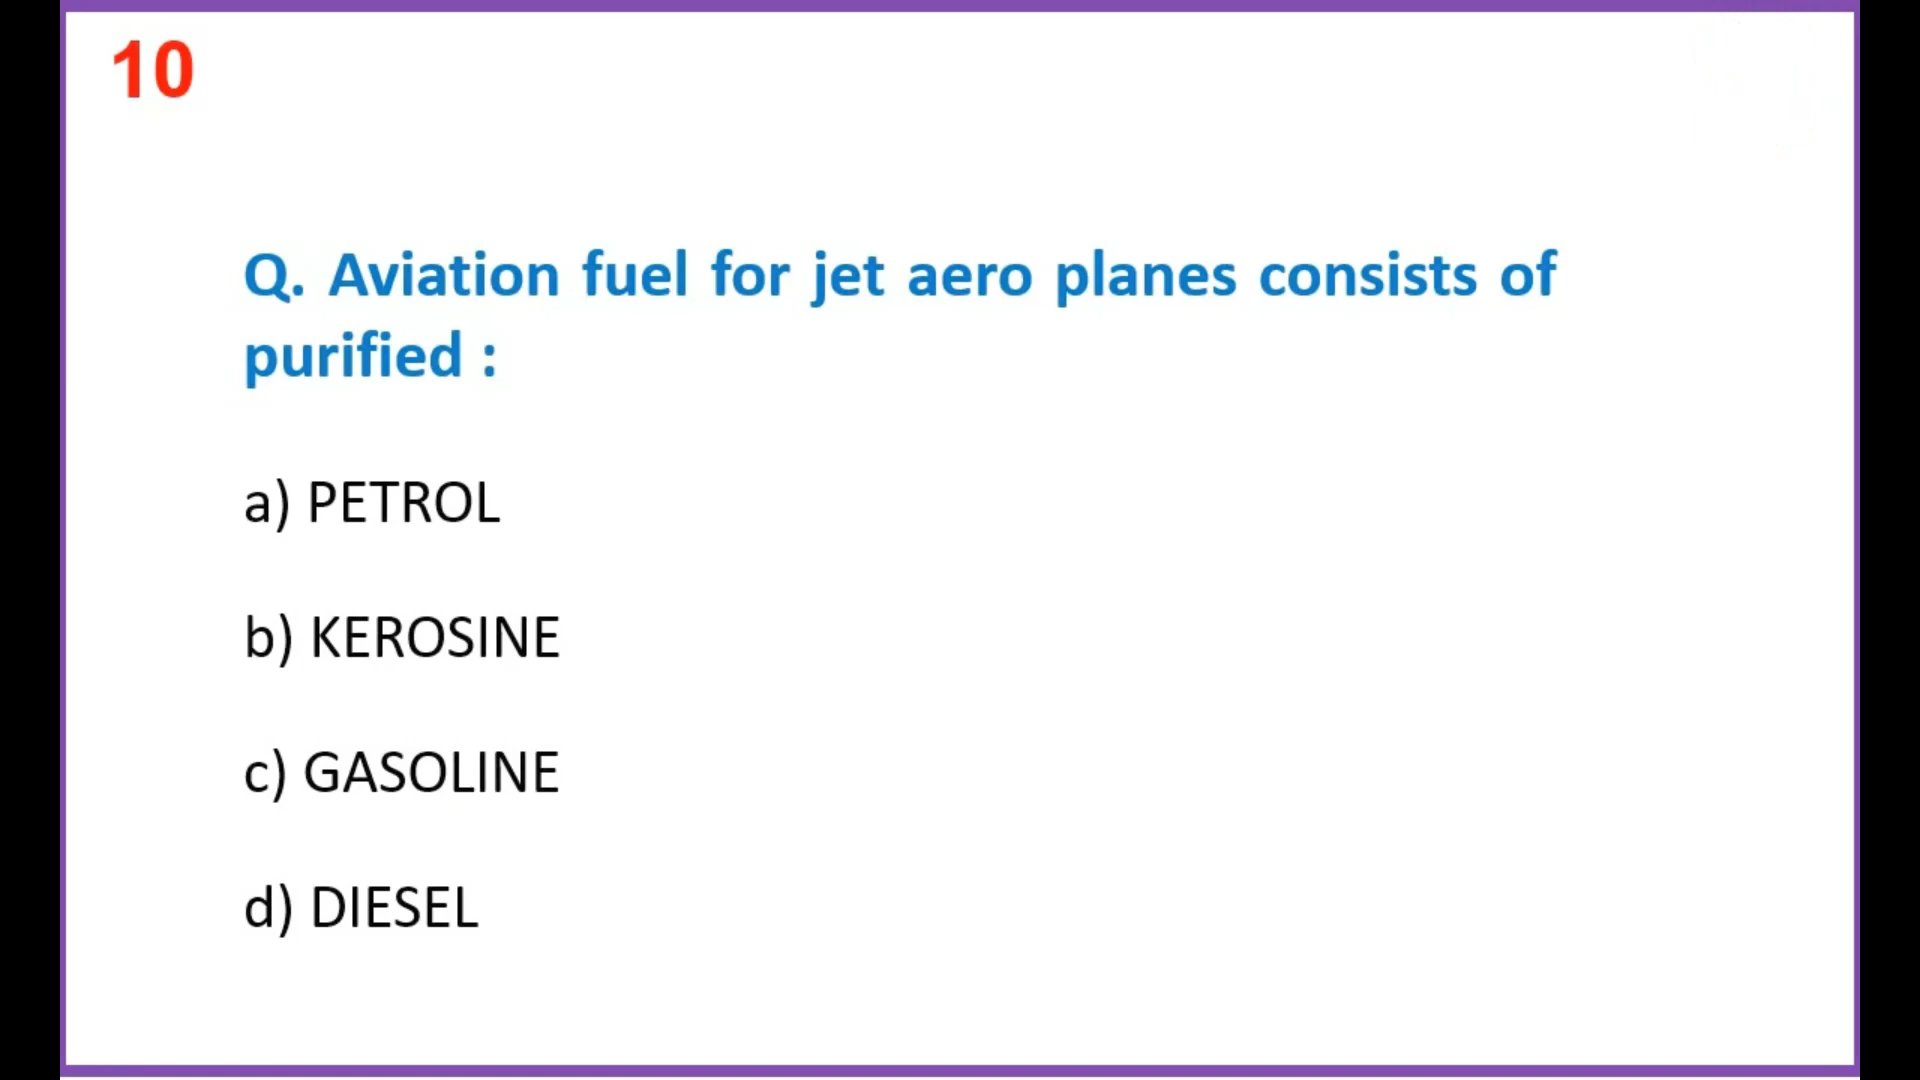 10
Q. Aviation fuel for jet aero planes consists of
purified :
a) PETROL
b) KEROSINE
c) GASOLINE
d) DIESEL